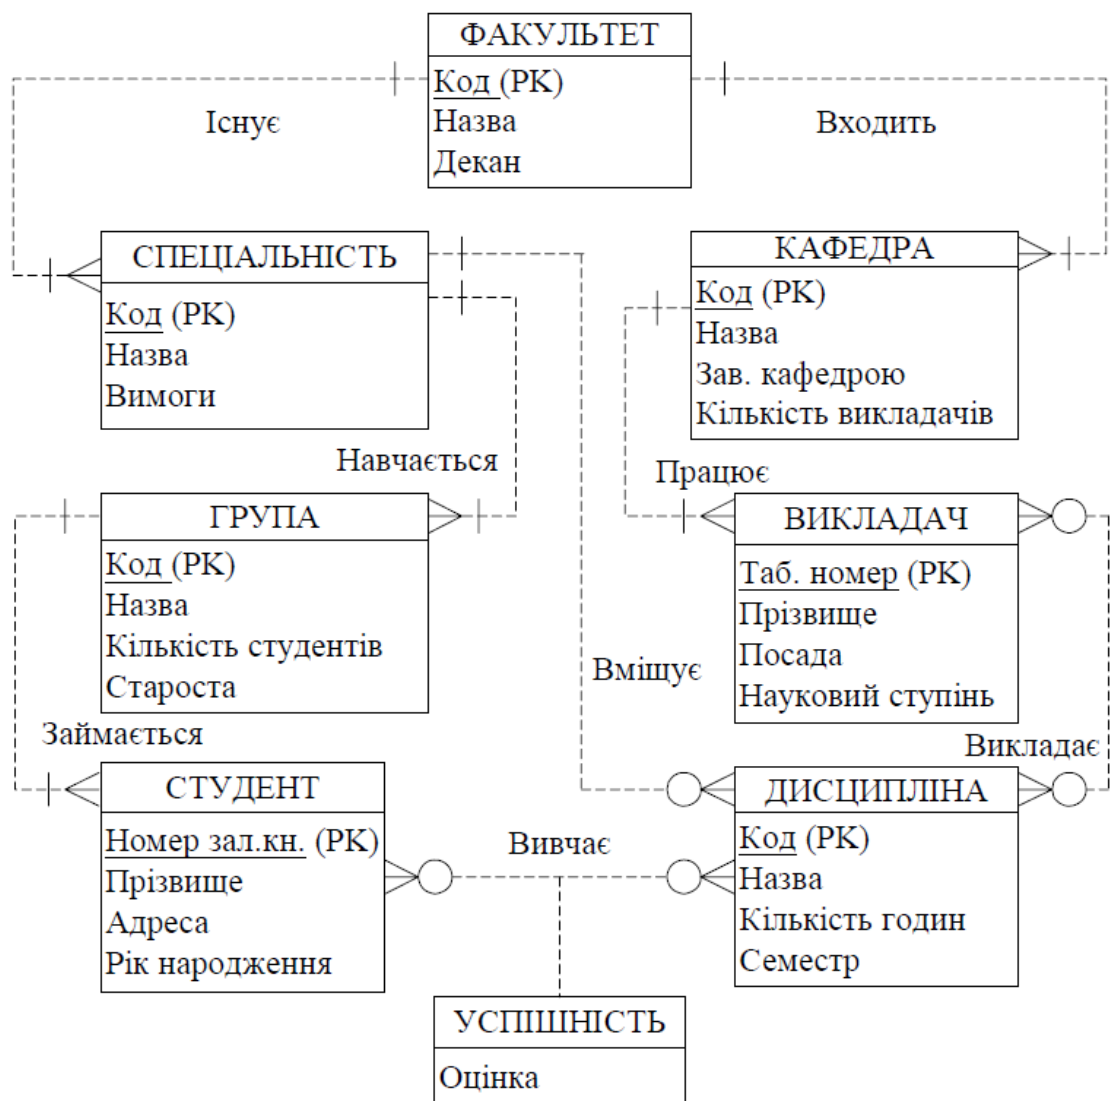 ФАКУЛЬТЕТ
Код (PK)
Назва
Декан
Існує
Входить
СПЕЦІАЛЬНІСТЬ
Код (PK)
Назва
Вимоги
КАФЕДРА
Код (PK)
Назва
Зав. кафедрою
Кількість викладачів
Навчається
Працює
ГРУПА
Код (PK)
Назва
Кількість студентів
Староста
ВИКЛАДАЧ
Таб. номер (PK)
Прізвище
Посада
Науковий ступінь
Вміщує
Займається
Викладає
СТУДЕНТ
Номер зал.кн. (PK)
Прізвище
Адреса
Рік народження
Вивчає
ДИСЦИПЛІНА
Код (PK)
Назва
Кількість годин
Семестр
УСПІШНІСТЬ
Оцінка